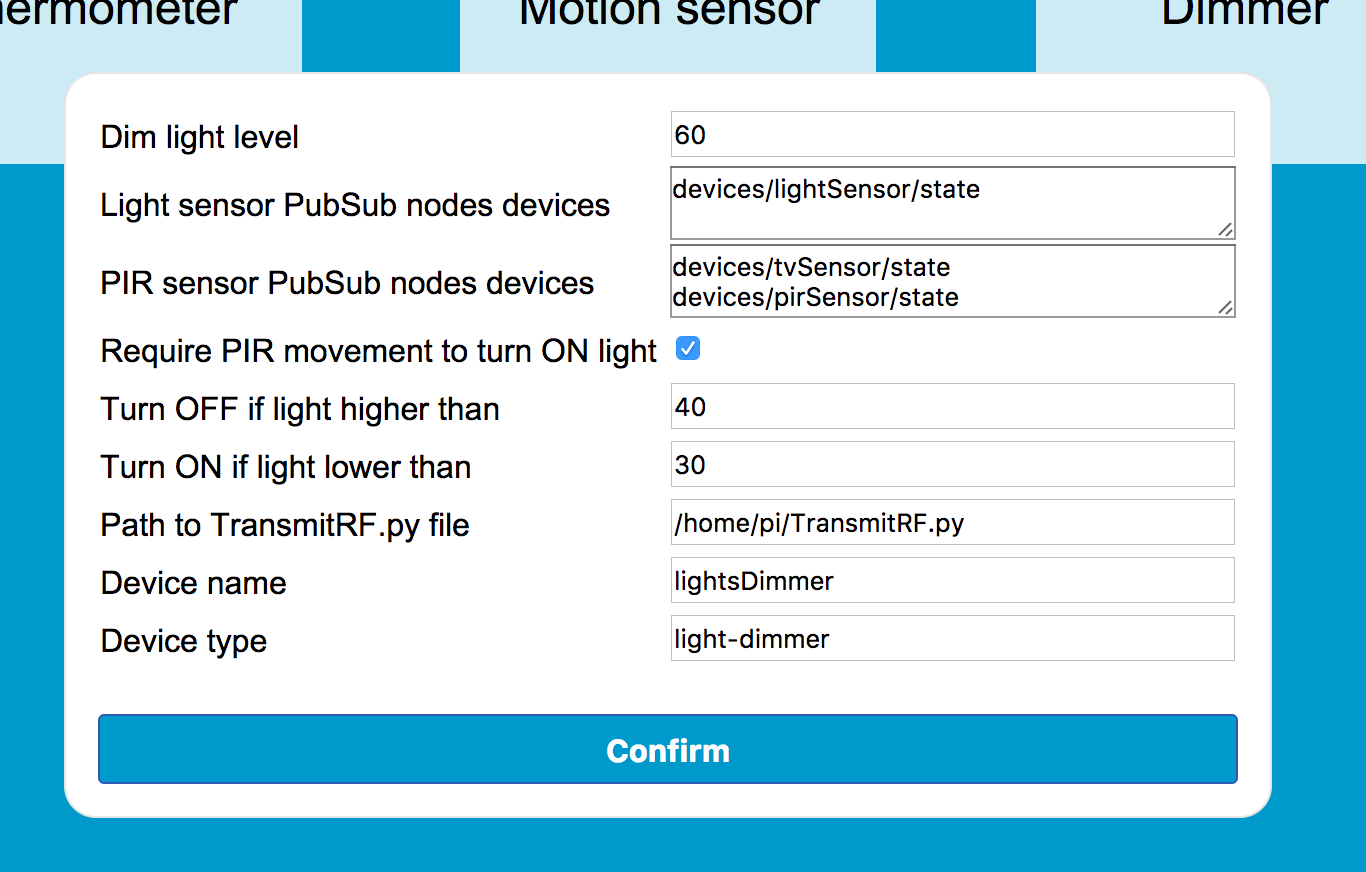 ermometer
Motion sensor
Dimmer
Dim light level
60
Light sensor PubSub nodes devices
devices/lightSensor/state
PIR sensor PubSub nodes devices
devices/tvSensor/state
devices/pirSensor/state
Require PIR movement to turn ON light
Turn OFF if light higher than
40
Turn ON if light lower than
30
Path to TransmitRF.py file
/home/pi/TransmitRF.py
Device name
lightsDimmer
Device type
light-dimmer
Confirm